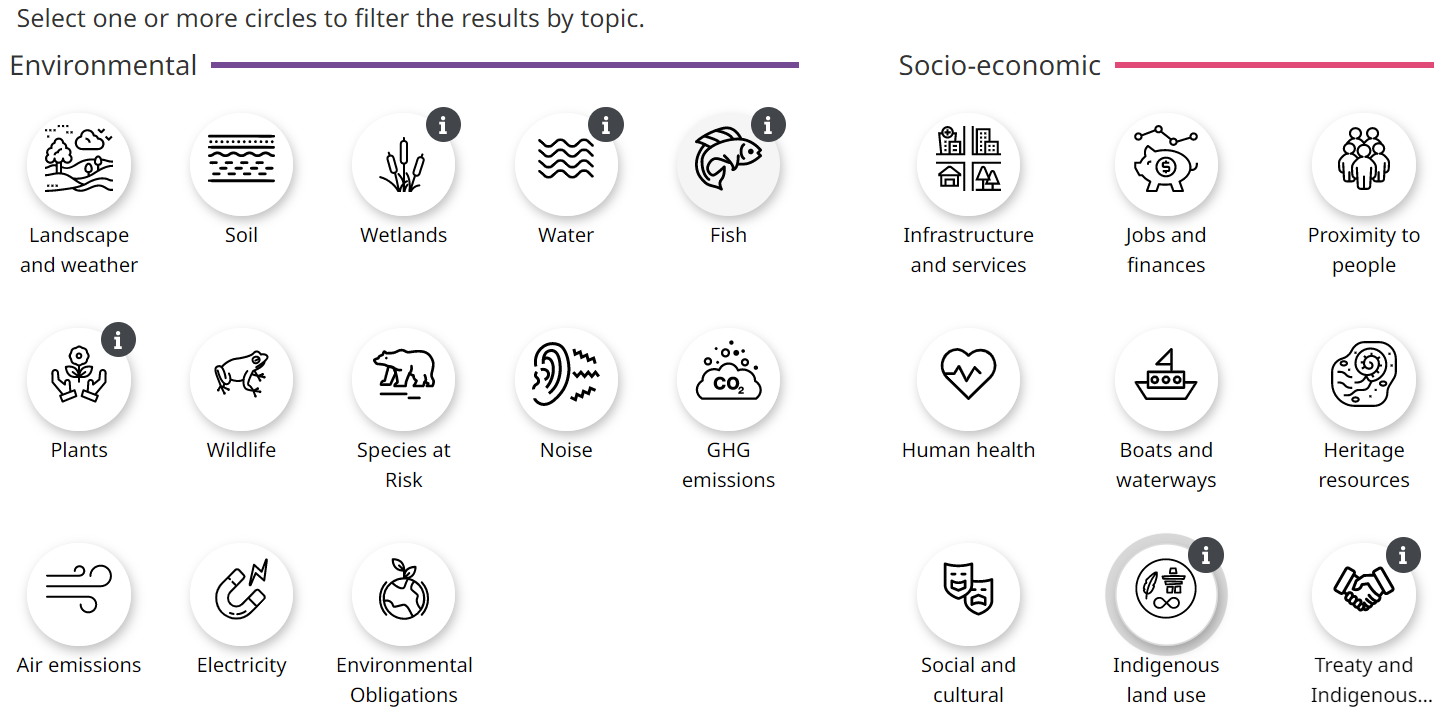 Select one or more circles to filter the results by topic.
Environmental
Socio-economic
i
i
i
Landscape
and weather
Soil
Wetlands
Water
Fish
Infrastructure
and services
Jobs and
finances
Proximity to
people
i
CO2
Plants
Wildlife
Species at
Risk
Noise
GHG
emissions
Human health
Boats and
waterways
Heritage
resources
i
i
Air emissions
Electricity
Environmental
Obligations
Social and
cultural
Indigenous
land use
Treaty and
Indigenous...